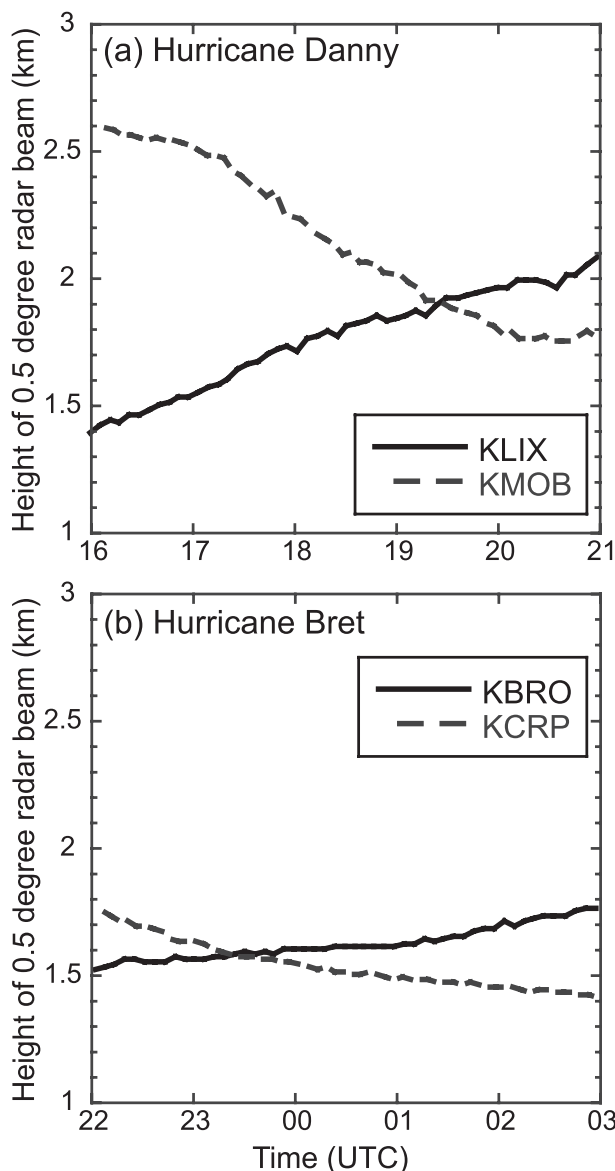 (a) Hurricane Danny
Height of 0.5 degree radar beam (km)
3
2.5
2
1.5
1
KLIX
KMOB
16 17 18 19 20 21
(b) Hurricane Bret
Height of 0.5 degree radar beam (km)
3
2.5
2
1.5
1
KBRO
KCRP
22 23 00 01 02 03
Time (UTC)